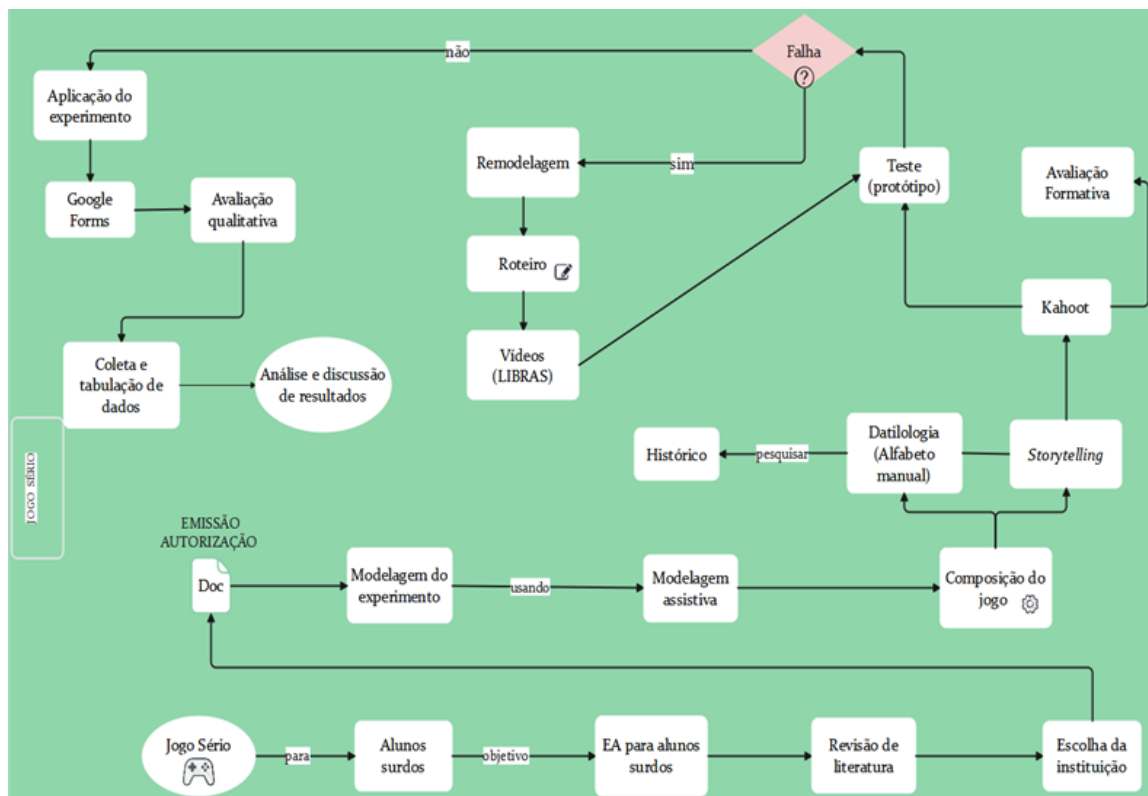 não
Falha
?
Aplicação do
experimento
Remodelagem
sim
Teste
(protótipo)
Avaliação
Formativa
Google
Forms
Avaliação
qualitativa
Roteiro
Kahoot
Vídeos
(LIBRAS)
Coleta e
tabulação de
dados
Análise e discussão
de resultados
Histórico
pesquisar
Datilologia
(Alfabeto
manual)
Storytelling
JOGO SÉRIO
EMISSÃO
AUTORIZAÇÃO
Doc
Modelagem do
experimento
usando
Modelagem
assistiva
Composição do
jogo
Jogo Sério
para
Alunos
surdos
objetivo
EA para alunos
surdos
Revisão de
literatura
Escolha da
instituição